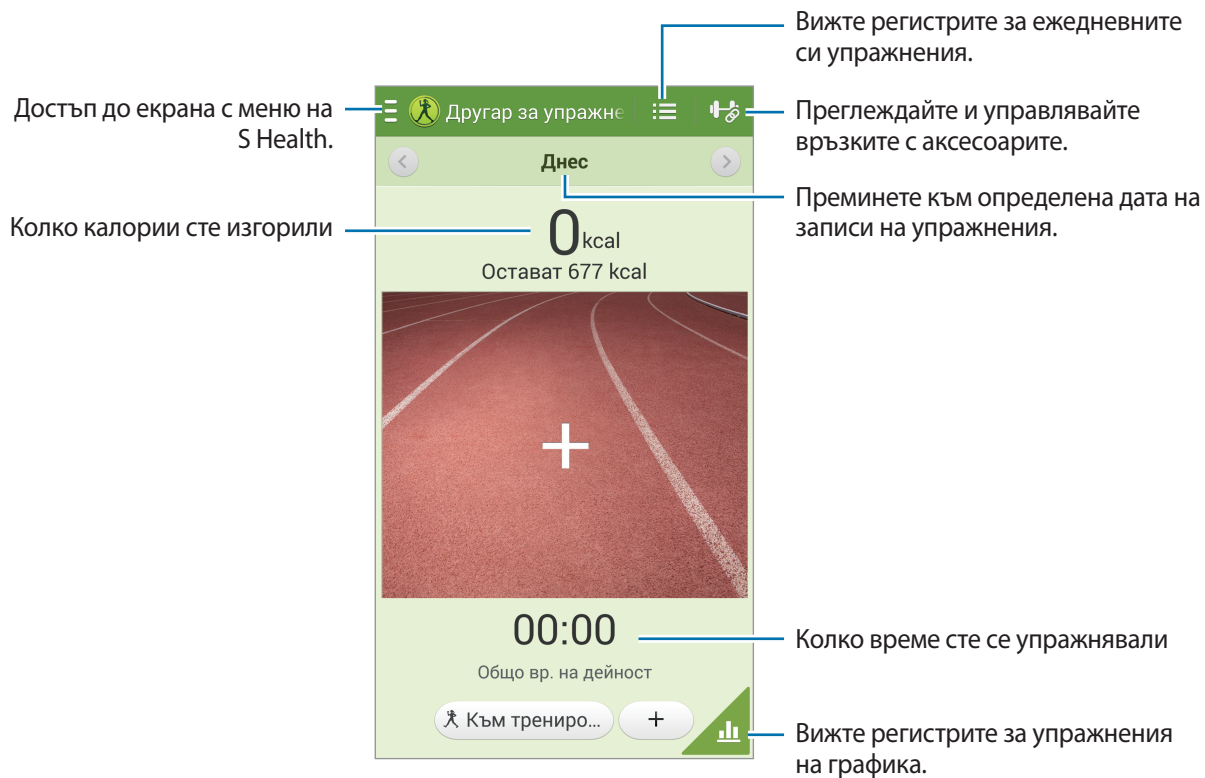 Вижте регистрите за ежедневните
си упражнения.
Достъп до екрана с меню на
S Health.
Другар за упражне
Преглеждайте и управлявайте
връзките с аксесоарите.
Днес
Преминете към определена дата на
записи на упражнения.
Колко калории сте изгорили
0 kcal
Остават 677 kcal
00:00
Колко време сте се упражнявали
Общо вр. на дейност
Към трениро...
Вижте регистрите за упражнения
на графика.